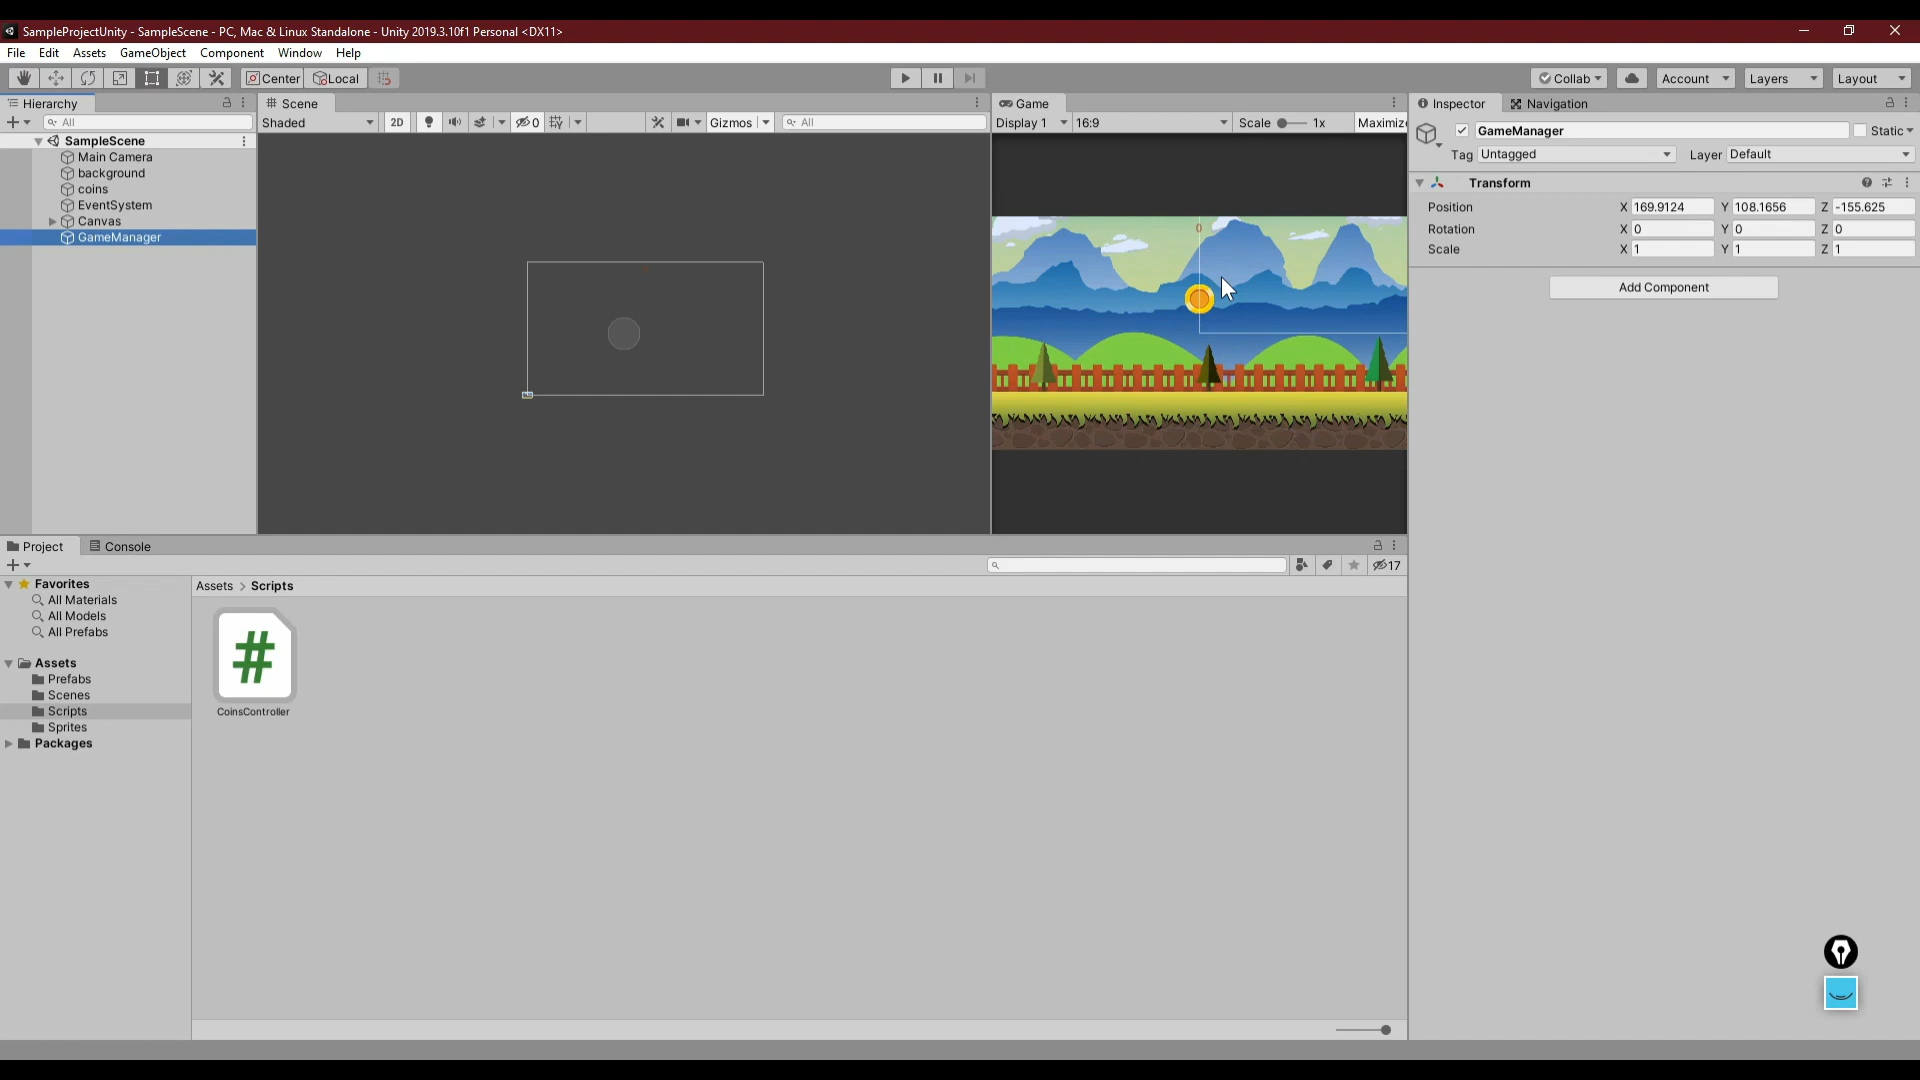 SampleProjectUnity - SampleScene - PC, Mac & Linux Standalone - Unity 2019.3.10f1 Personal <DX11>
File Edit Assets GameObject Component Window Help
Center Local Collab Account Layers Layout
Hierarchy
All
SampleScene
Main Camera
background
coins
EventSystem
Canvas
GameManager
Scene
Shaded 2D 0 Gizmos All
Game
Display 1 16:9 Scale 1x Maximiz
0
Inspector Navigation
GameManager Static
Tag Untagged Layer Default
Transform
Position X 169.9124 Y 108.1656 Z -155.625
Rotation X 0 Y 0 Z 0
Scale X 1 Y 1 Z 1
Add Component
Project Console
17
Favorites
All Materials
All Models
All Prefabs
Assets
Prefabs
Scenes
Scripts
Sprites
Packages
Assets > Scripts
#
CoinsController